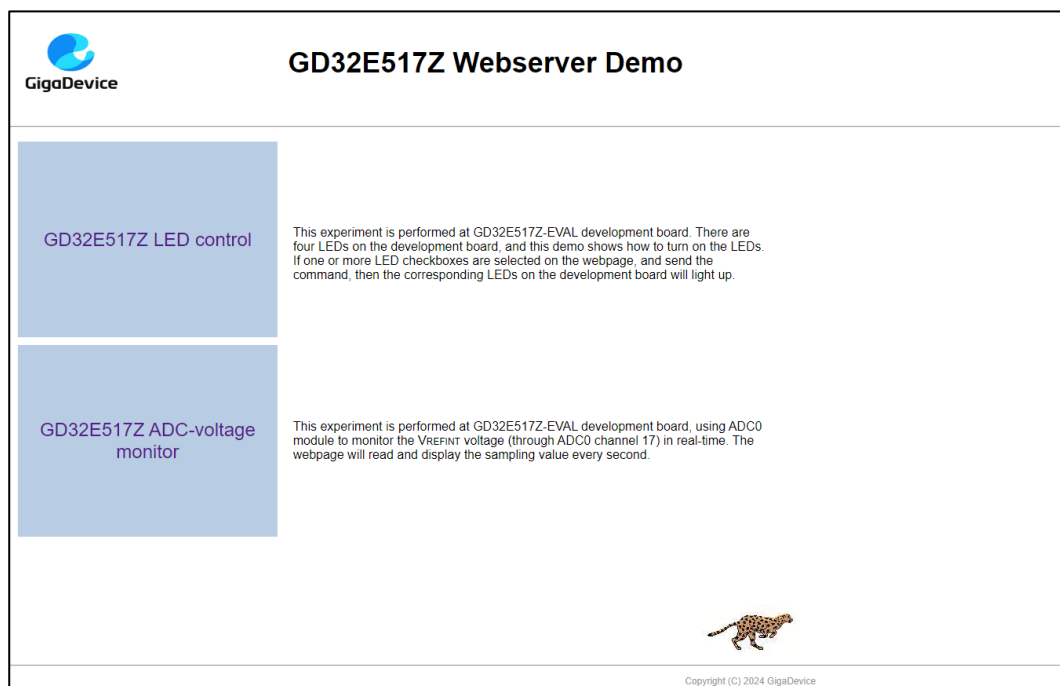 GigaDevice
GD32E517Z Webserver Demo
GD32E517Z LED control
This experiment is performed at GD32E517Z-EVAL development board. There are
four LEDs on the development board, and this demo shows how to turn on the LEDs.
If one or more LED checkboxes are selected on the webpage, and send the
command, then the corresponding LEDs on the development board will light up.
GD32E517Z ADC-voltage
monitor
This experiment is performed at GD32E517Z-EVAL development board, using ADC0
module to monitor the VREFINT voltage (through ADC0 channel 17) in real-time. The
webpage will read and display the sampling value every second.
Copyright (C) 2024 GigaDevice